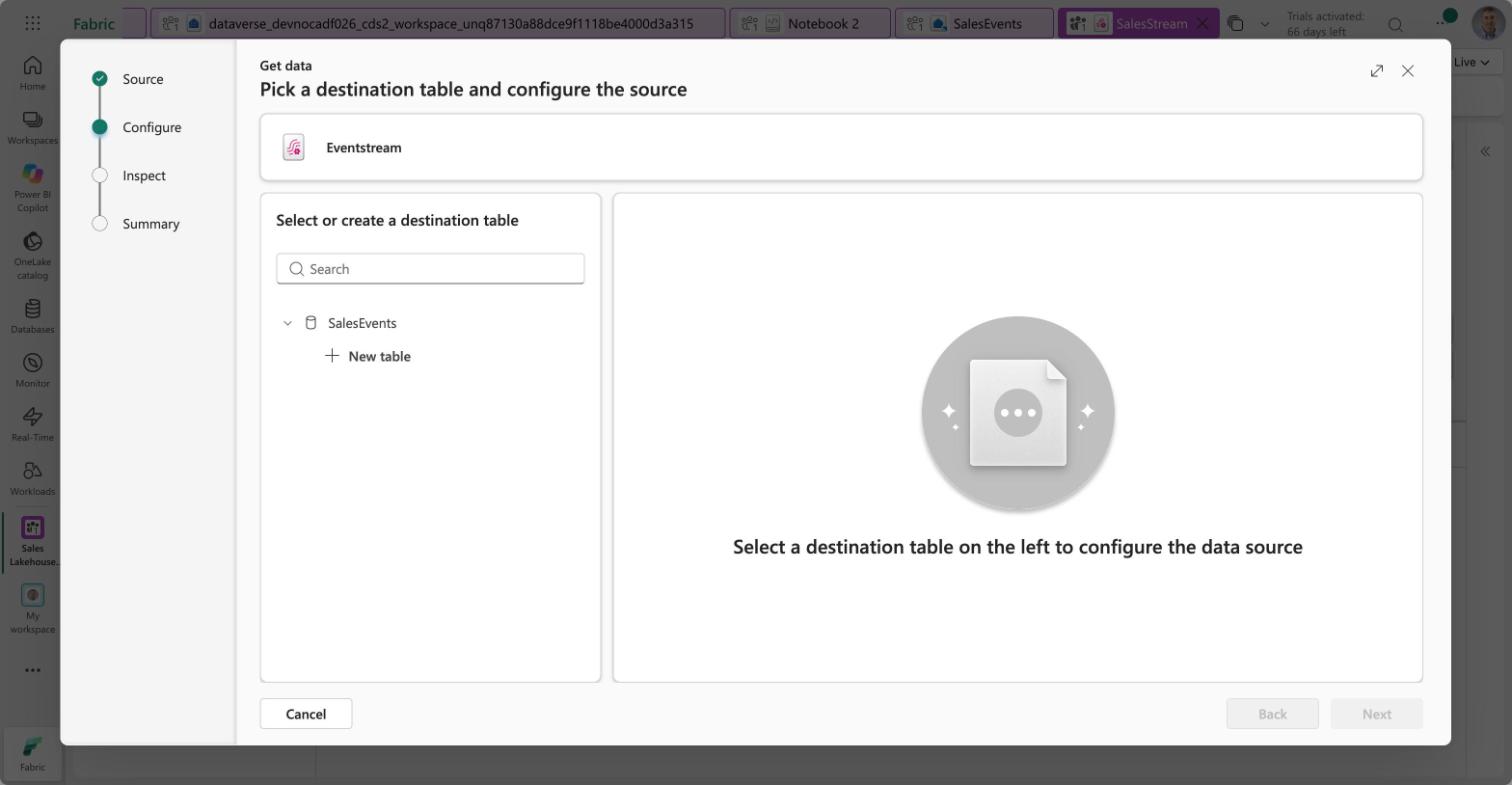 Fabric
dataverse_devnocadf026_cds2_workspace_unq87130a88dce9f1118be4000d3a315
Notebook 2
SalesEvents
SalesStream
Trials activated:
66 days left
Live
Home
Workspaces
Power BI
Copilot
OneLake
catalog
Databases
Monitor
Real-Time
Workloads
Sales
Lakehouse...
My
workspace
Fabric
Source
Configure
Inspect
Summary
Get data
Pick a destination table and configure the source
Eventstream
Select or create a destination table
Search
SalesEvents
New table
Select a destination table on the left to configure the data source
Cancel
Back
Next